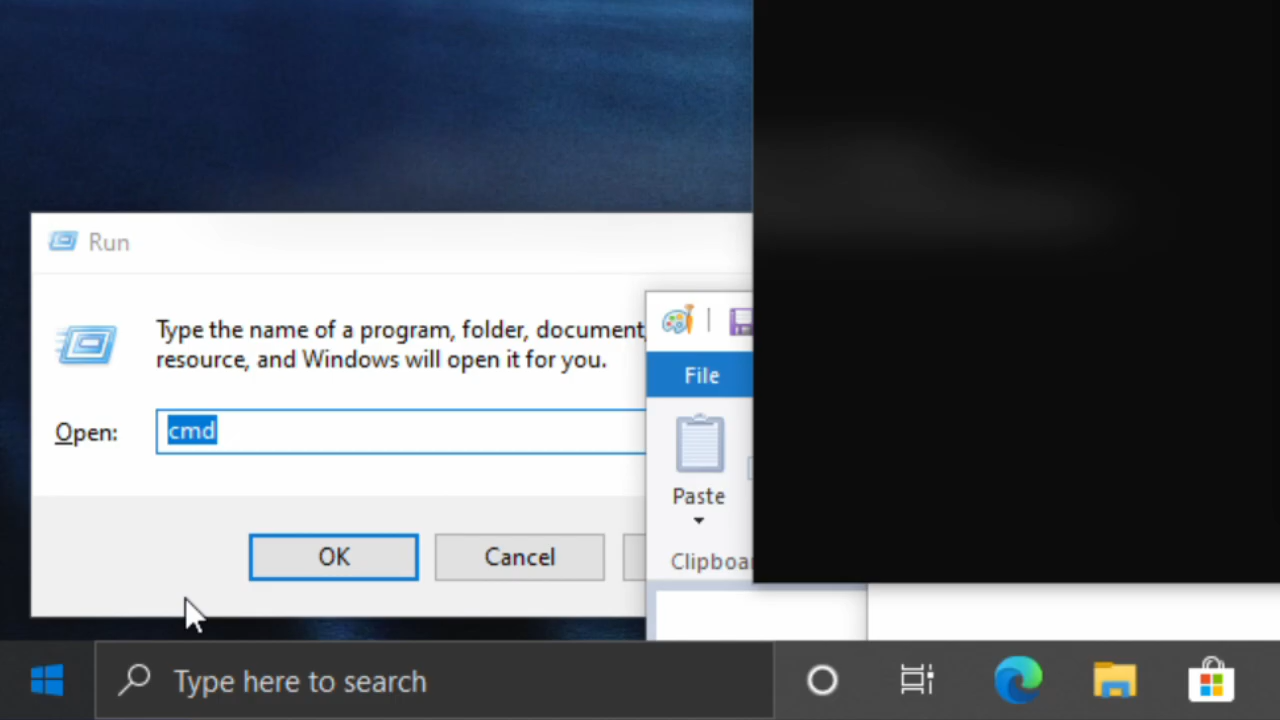 Run
Type the name of a program, folder, document,
resource, and Windows will open it for you.
Open:
cmd
OK
Cancel
File
Paste
Type here to search